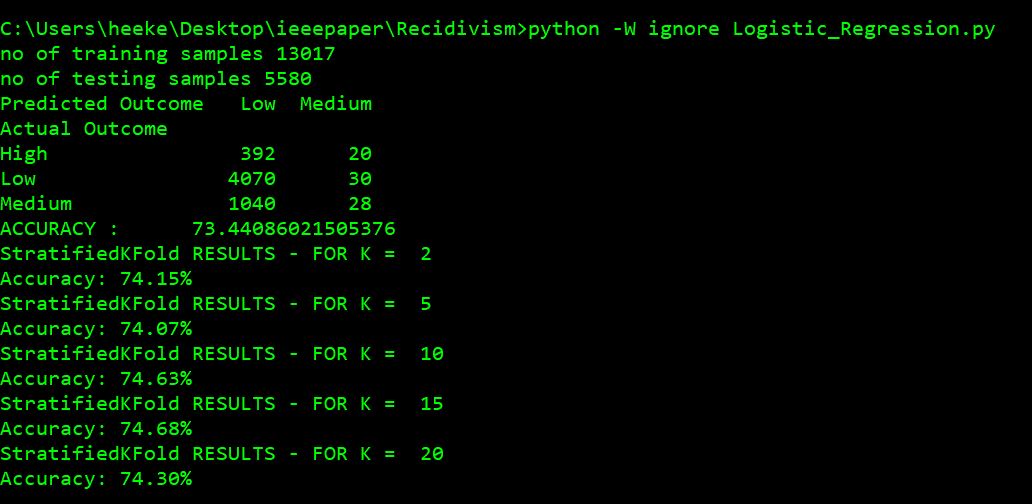 C:\Users\heeke\Desktop\ieeepaper\Recidivism>python -W ignore Logistic_Regression.py
no of training samples 13017
no of testing samples 5580
Predicted Outcome   Low  Medium
Actual Outcome
High                392      20
Low                4070      30
Medium             1040      28
ACCURACY :      73.44086021505376
StratifiedKFold RESULTS - FOR K =  2
Accuracy: 74.15%
StratifiedKFold RESULTS - FOR K =  5
Accuracy: 74.07%
StratifiedKFold RESULTS - FOR K =  10
Accuracy: 74.63%
StratifiedKFold RESULTS - FOR K =  15
Accuracy: 74.68%
StratifiedKFold RESULTS - FOR K =  20
Accuracy: 74.30%